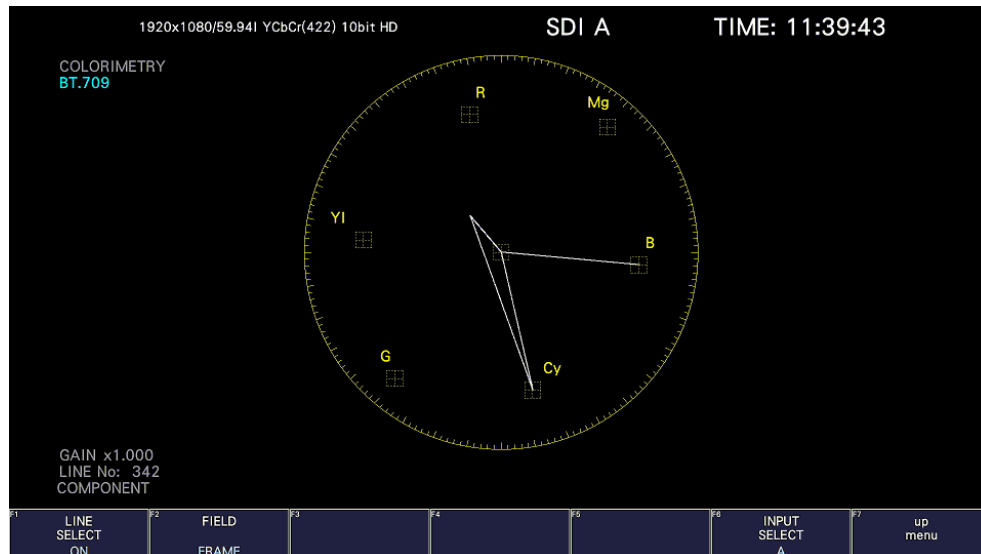 1920x1080/59.94I YCbCr(422) 10bit HD SDI A TIME: 11:39:43
COLORIMETRY
BT.709
R
Mg
Yl
B
G
Cy
GAIN x1.000
LINE No: 342
COMPONENT
F1 LINE SELECT ON
F2 FIELD FRAME
F3
F4
F5
F6 INPUT SELECT A
F7 up menu